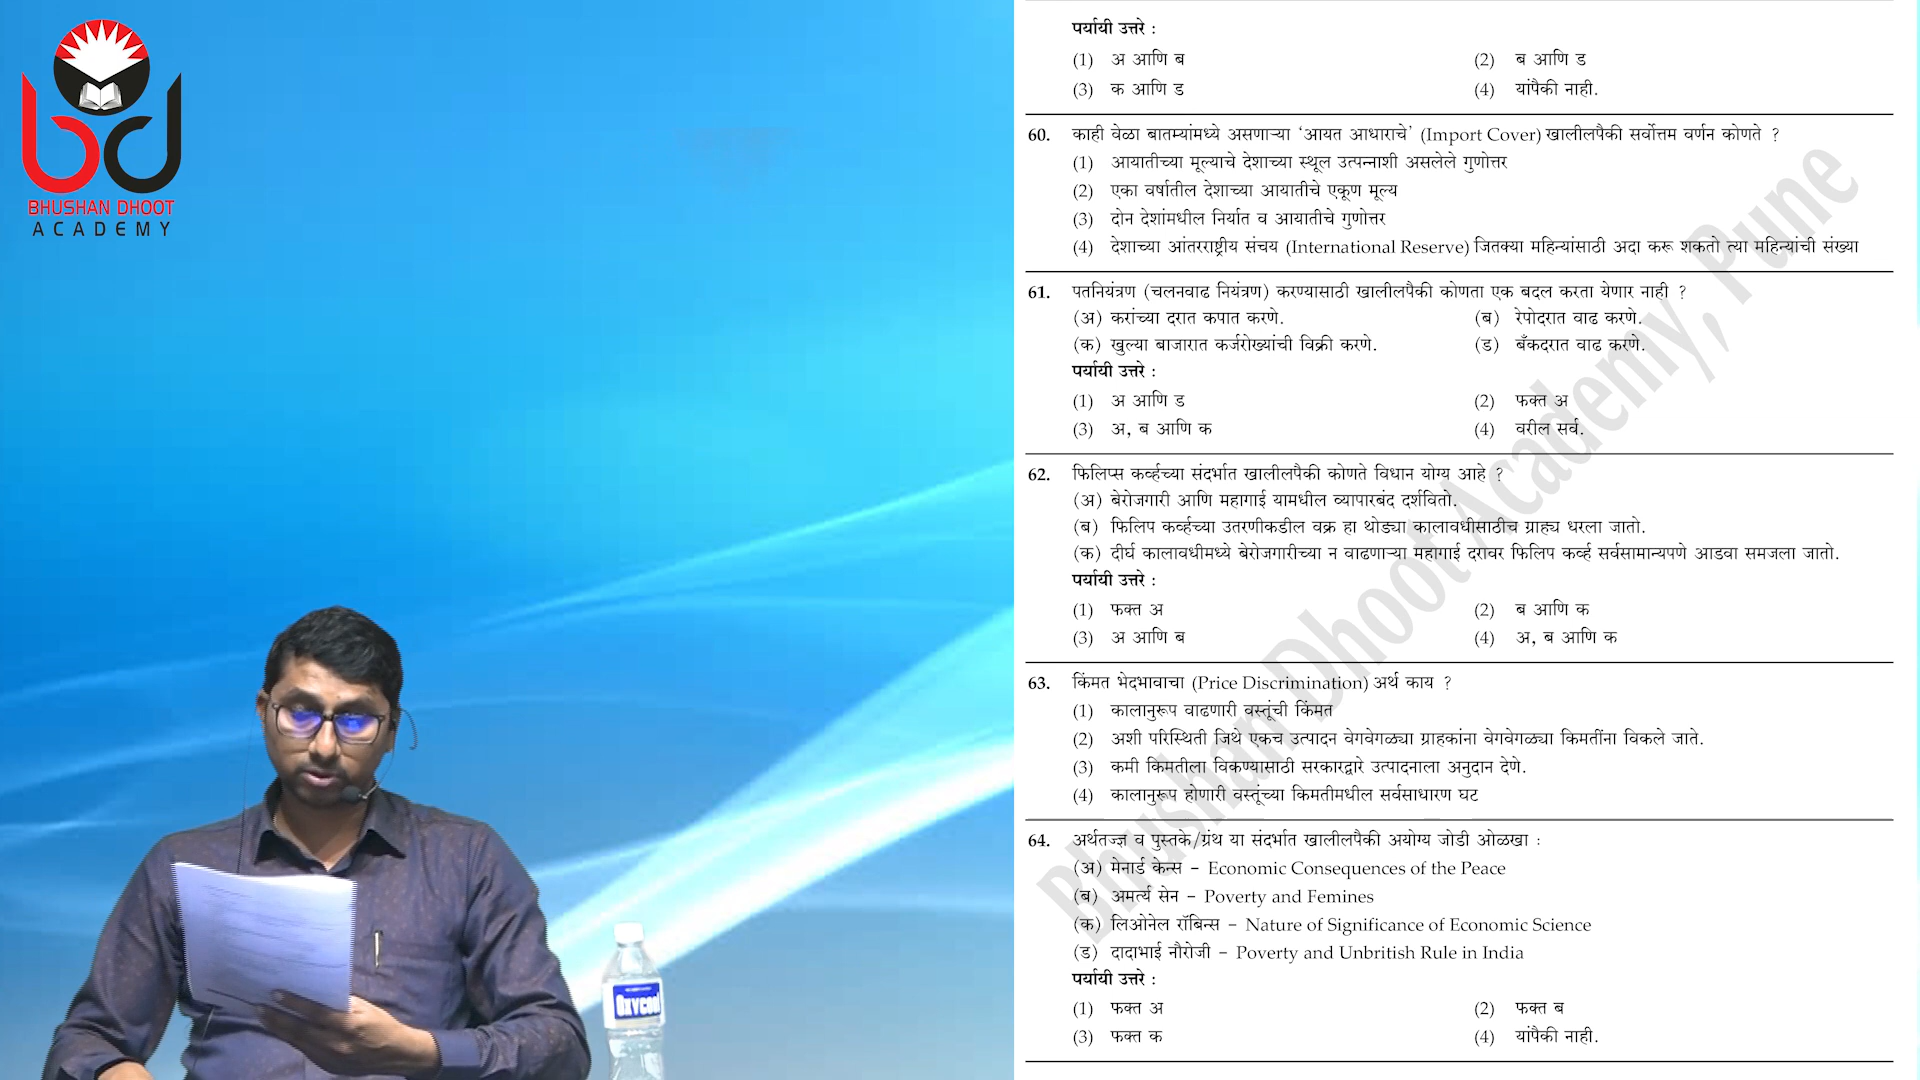 BHUSHAN DHOOT
ACADEMY
पर्यायी उत्तरे :
(1) अ आणि ब (2) ब आणि ड
(3) क आणि ड (4) यांपैकी नाही.
60. काही वेळा बातम्यांमध्ये असणाऱ्या 'आयत आधाराचे' (Import Cover) खालीलपैकी सर्वोत्तम वर्णन कोणते ?
(1) आयातीच्या मूल्याचे देशाच्या स्थूल उत्पन्नाशी असलेले गुणोत्तर
(2) एका वर्षातील देशाच्या आयातीचे एकूण मूल्य
(3) दोन देशांमधील निर्यात व आयातीचे गुणोत्तर
(4) देशाच्या आंतरराष्ट्रीय संचय (International Reserve) जितक्या महिन्यांसाठी अदा करू शकतो त्या महिन्यांची संख्या
61. पतनियंत्रण (चलनवाढ नियंत्रण) करण्यासाठी खालीलपैकी कोणता एक बदल करता येणार नाही ?
(अ) करांच्या दरात कपात करणे. (ब) रेपोदरात वाढ करणे.
(क) खुल्या बाजारात कर्जरोख्यांची विक्री करणे. (ड) बँकदरात वाढ करणे.
पर्यायी उत्तरे :
(1) अ आणि ड (2) फक्त अ
(3) अ, ब आणि क (4) वरील सर्व.
62. फिलिप्स कर्व्हच्या संदर्भात खालीलपैकी कोणते विधान योग्य आहे ?
(अ) बेरोजगारी आणि महागाई यामधील व्यापारबंद दर्शवितो.
(ब) फिलिप कर्व्हच्या उतरणीकडील वक्र हा थोड्या कालावधीसाठीच ग्राह्य धरला जातो.
(क) दीर्घ कालावधीमध्ये बेरोजगारीच्या न वाढणाऱ्या महागाई दरावर फिलिप कर्व्ह सर्वसामान्यपणे आडवा समजला जातो.
पर्यायी उत्तरे :
(1) फक्त अ (2) ब आणि क
(3) अ आणि ब (4) अ, ब आणि क
63. किंमत भेदभावाचा (Price Discrimination) अर्थ काय ?
(1) कालानुरूप वाढणारी वस्तूंची किंमत
(2) अशी परिस्थिती जिथे एकच उत्पादन वेगवेगळ्या ग्राहकांना वेगवेगळ्या किमतींना विकले जाते.
(3) कमी किमतीला विकण्यासाठी सरकारद्वारे उत्पादनाला अनुदान देणे.
(4) कालानुरूप होणारी वस्तूंच्या किमतीमधील सर्वसाधारण घट
64. अर्थतज्ज्ञ व पुस्तके/ग्रंथ या संदर्भात खालीलपैकी अयोग्य जोडी ओळखा :
(अ) मेनार्ड केन्स – Economic Consequences of the Peace
(ब) अमर्त्य सेन – Poverty and Femines
(क) लिओनेल रॉबिन्स – Nature of Significance of Economic Science
(ड) दादाभाई नौरोजी – Poverty and Unbritish Rule in India
पर्यायी उत्तरे :
(1) फक्त अ (2) फक्त ब
(3) फक्त क (4) यांपैकी नाही.
Bhushan Dhoot Academy, Pune
Oxycool